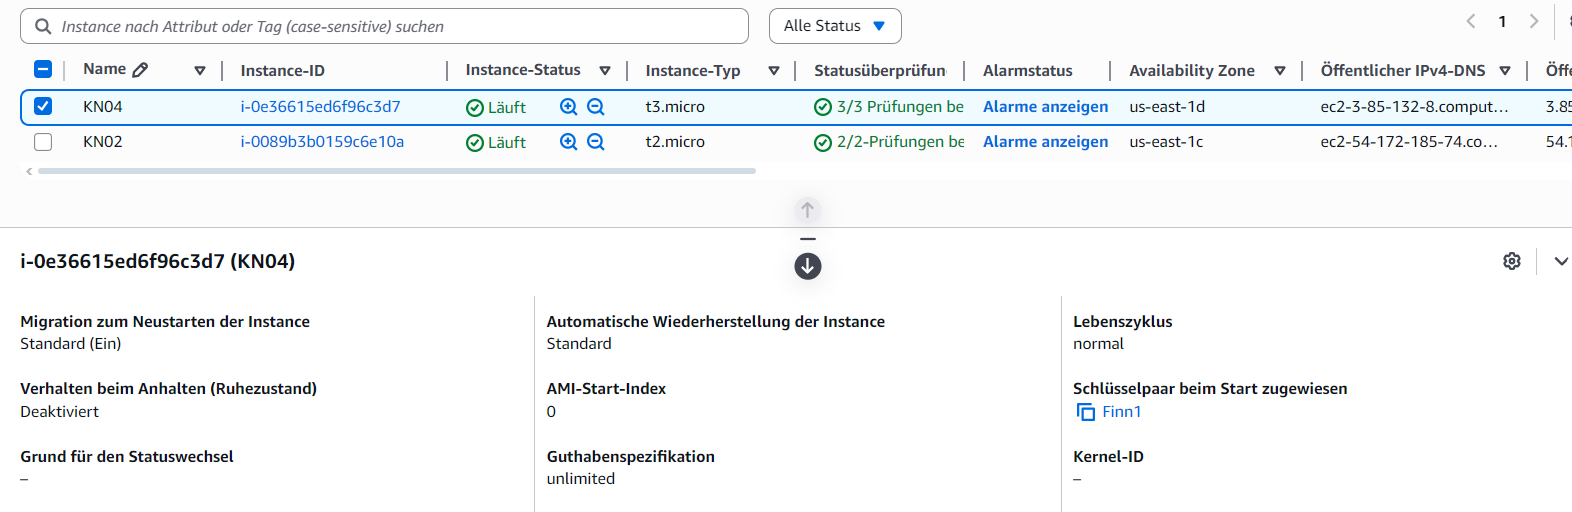 Instance nach Attribut oder Tag (case-sensitive) suchen
Alle Status
1
Name Instance-ID Instance-Status Instance-Typ Statusüberprüfun Alarmstatus Availability Zone Öffentlicher IPv4-DNS Öff
KN04 i-0e36615ed6f96c3d7 Läuft t3.micro 3/3 Prüfungen be Alarme anzeigen us-east-1d ec2-3-85-132-8.comput… 3.85
KN02 i-0089b3b0159c6e10a Läuft t2.micro 2/2-Prüfungen be Alarme anzeigen us-east-1c ec2-54-172-185-74.co… 54.1
i-0e36615ed6f96c3d7 (KN04)
Migration zum Neustarten der Instance
Standard (Ein)
Automatische Wiederherstellung der Instance
Standard
Lebenszyklus
normal
Verhalten beim Anhalten (Ruhezustand)
Deaktiviert
AMI-Start-Index
0
Schlüsselpaar beim Start zugewiesen
Finn1
Grund für den Statuswechsel
–
Guthabenspezifikation
unlimited
Kernel-ID
–